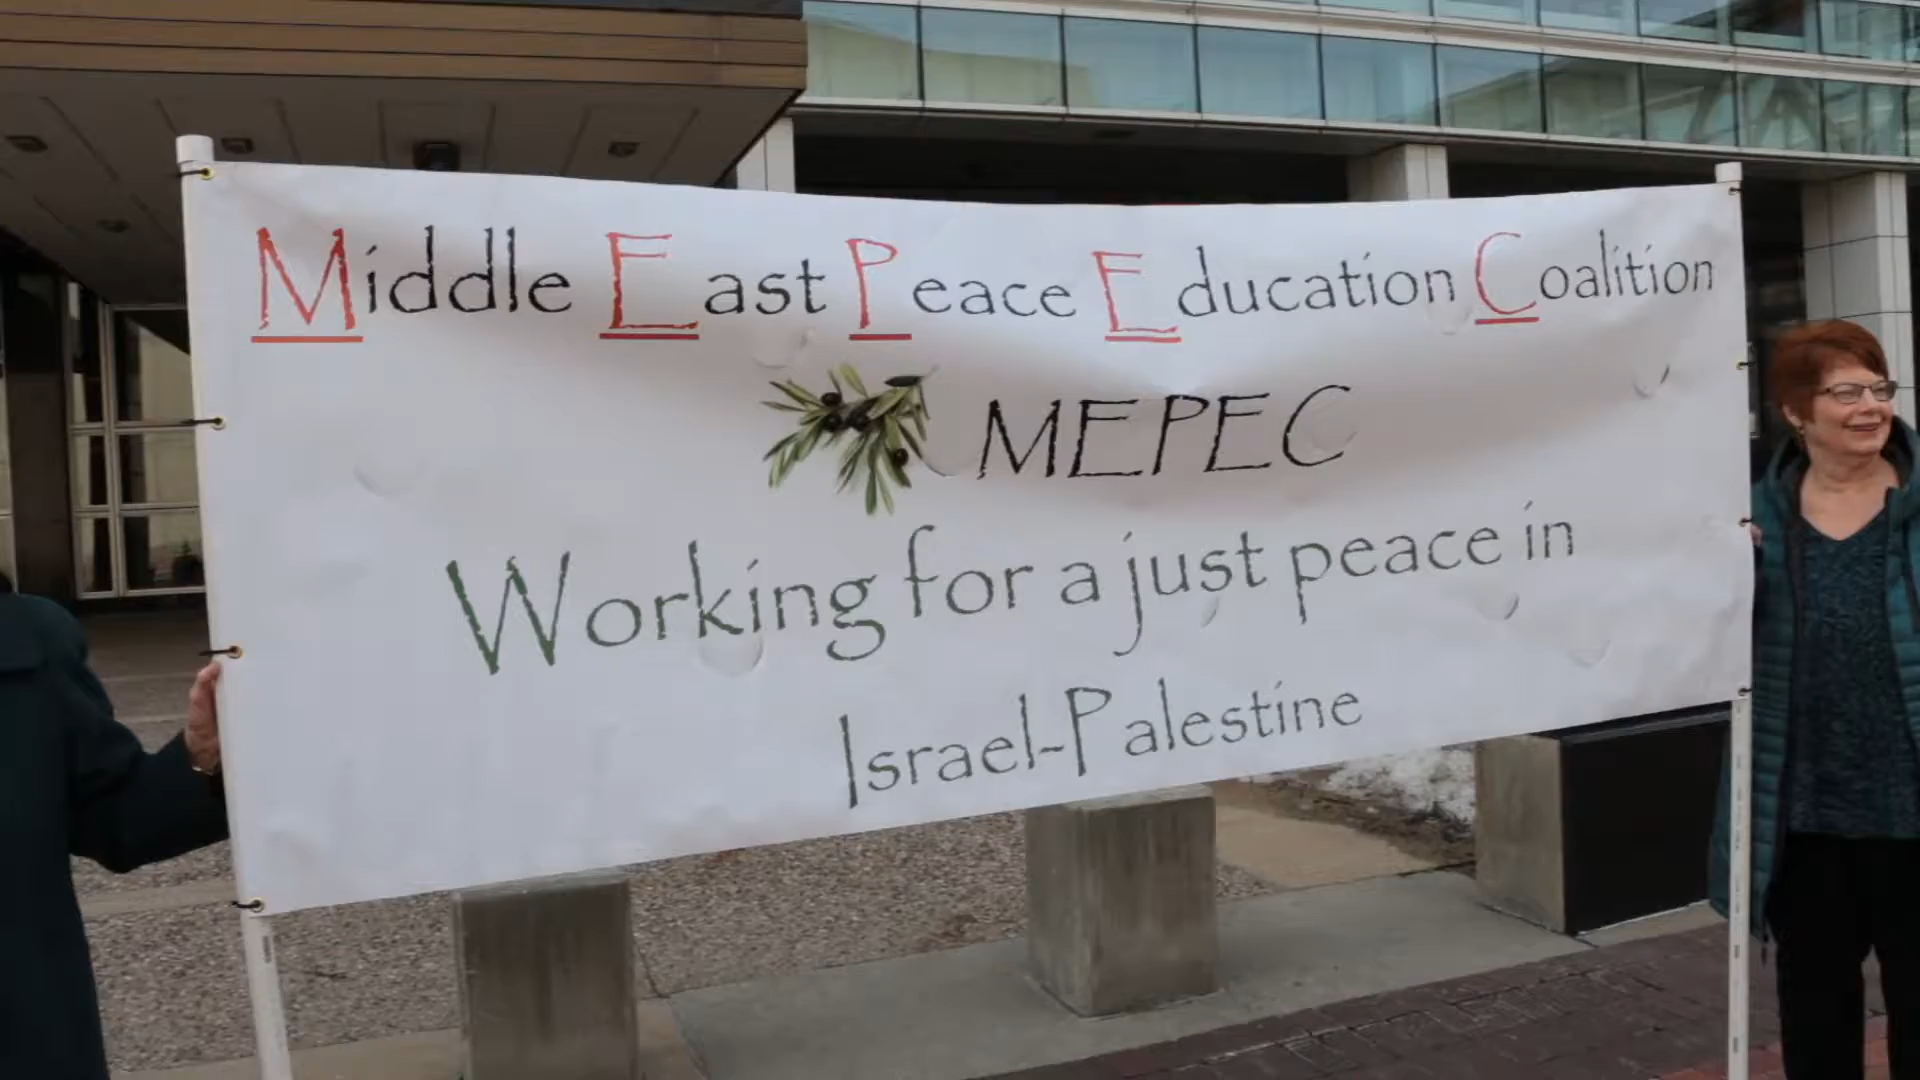 Middle East Peace Education Coalition
MEPEC
Working for a just peace in
Israel-Palestine